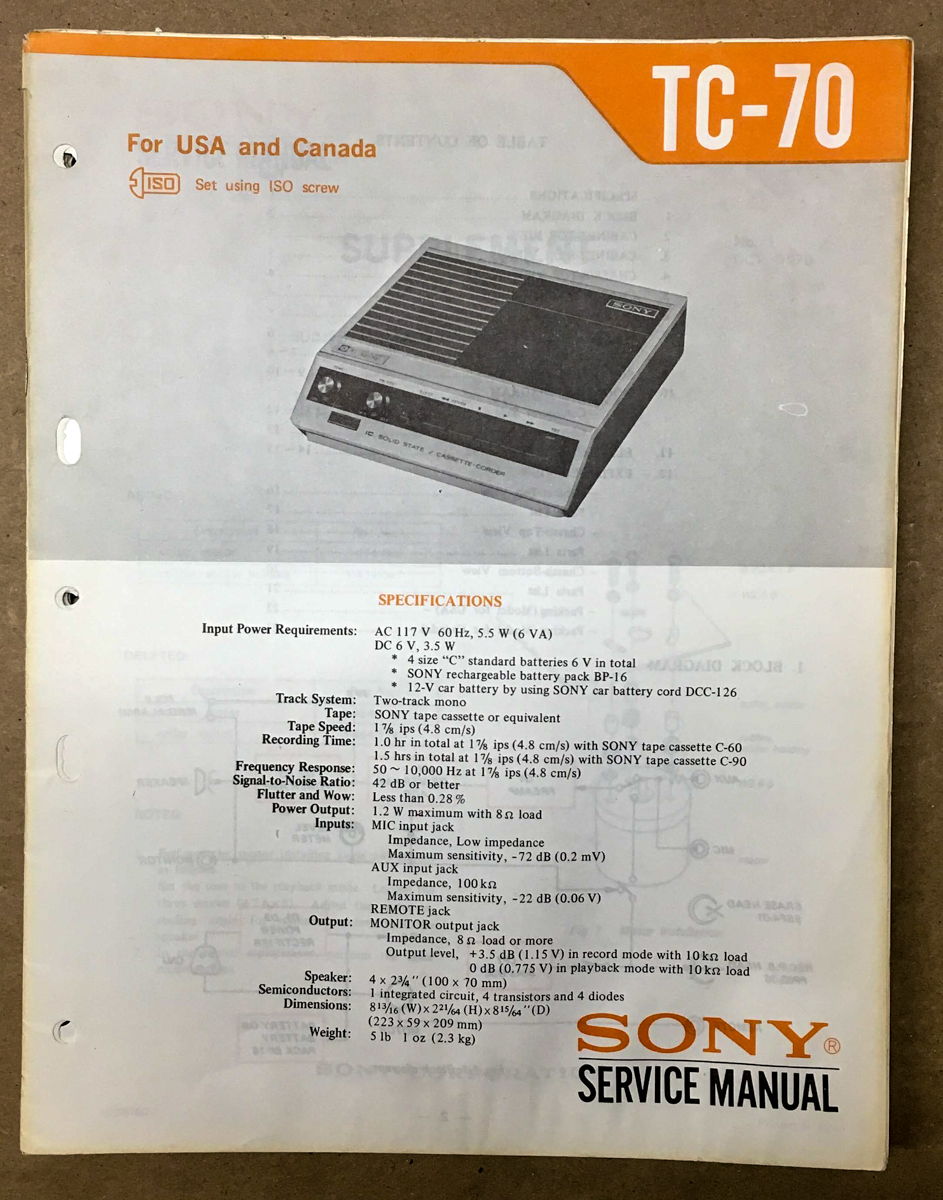 TC-70
For USA and Canada
ISO Set using ISO screw
SUPPLEMENT
SONY
IC SOLID STATE / CASSETTE-CORDER
SPECIFICATIONS
Input Power Requirements: AC 117 V 60 Hz, 5.5 W (6 VA)
DC 6 V, 3.5 W
* 4 size “C” standard batteries 6 V in total
* SONY rechargeable battery pack BP-16
* 12-V car battery by using SONY car battery cord DCC-126
Track System: Two-track mono
Tape: SONY tape cassette or equivalent
Tape Speed: 1⅞ ips (4.8 cm/s)
Recording Time: 1.0 hr in total at 1⅞ ips (4.8 cm/s) with SONY tape cassette C-60
1.5 hrs in total at 1⅞ ips (4.8 cm/s) with SONY tape cassette C-90
Frequency Response: 50 ~ 10,000 Hz at 1⅞ ips (4.8 cm/s)
Signal-to-Noise Ratio: 42 dB or better
Flutter and Wow: Less than 0.28 %
Power Output: 1.2 W maximum with 8 Ω load
Inputs: MIC input jack
Impedance, Low impedance
Maximum sensitivity, -72 dB (0.2 mV)
AUX input jack
Impedance, 100 kΩ
Maximum sensitivity, -22 dB (0.06 V)
REMOTE jack
Output: MONITOR output jack
Impedance, 8 Ω load or more
Output level, +3.5 dB (1.15 V) in record mode with 10 kΩ load
0 dB (0.775 V) in playback mode with 10 kΩ load
Speaker: 4 x 2¾ ″ (100 x 70 mm)
Semiconductors: 1 integrated circuit, 4 transistors and 4 diodes
Dimensions: 8 13/16 (W) x 2 21/64 (H) x 8 15/64 ″ (D)
(223 x 59 x 209 mm)
Weight: 5 lb 1 oz (2.3 kg)
SONY®
SERVICE MANUAL